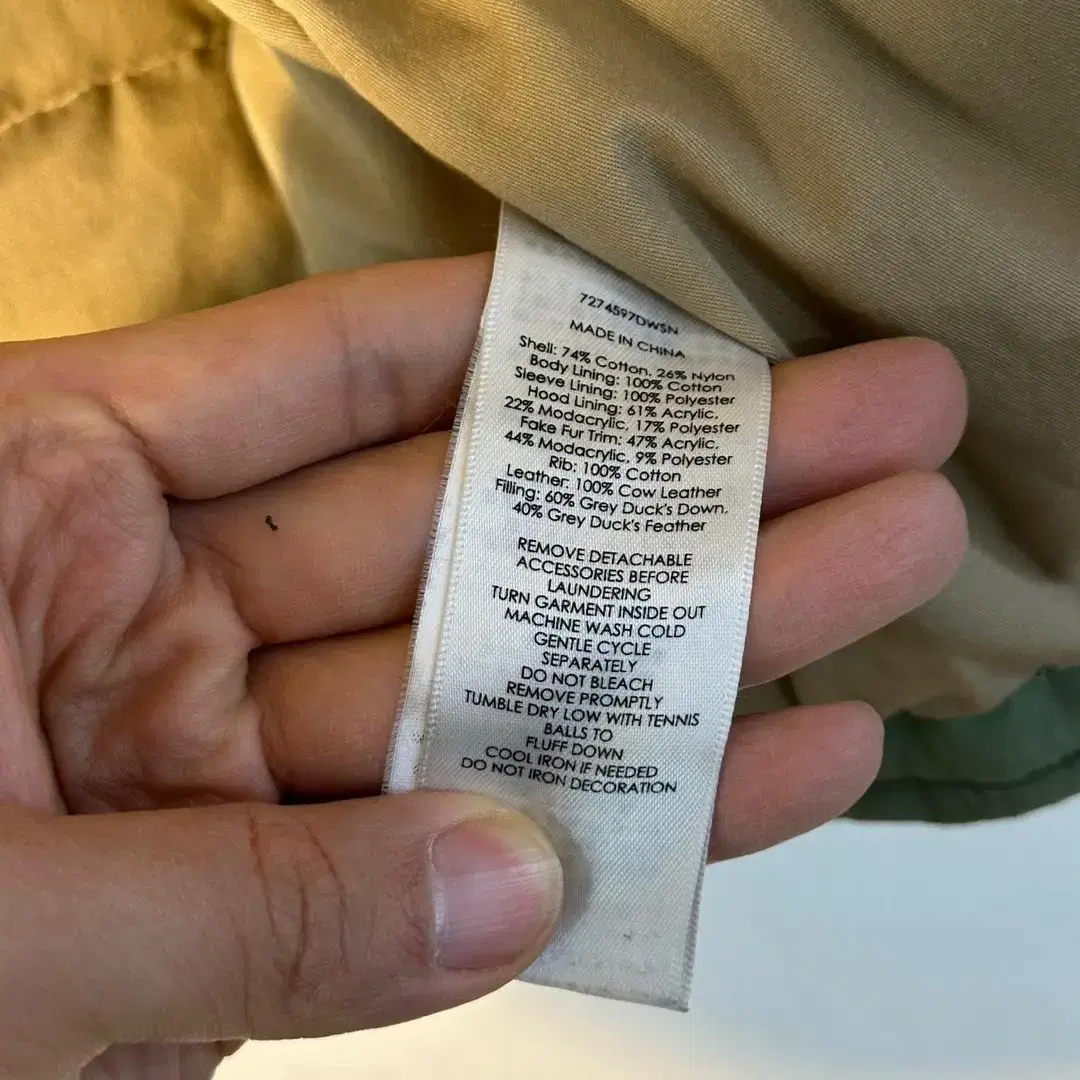 7274597DWSN
MADE IN CHINA
Shell: 74% Cotton, 26% Nylon
Body Lining: 100% Cotton
Sleeve Lining: 100% Polyester
Hood Lining: 61% Acrylic,
22% Modacrylic, 17% Polyester
Fake Fur Trim: 47% Acrylic,
44% Modacrylic, 9% Polyester
Rib: 100% Cotton
Leather: 100% Cow Leather
Filling: 60% Grey Duck's Down,
40% Grey Duck's Feather
REMOVE DETACHABLE
ACCESSORIES BEFORE
LAUNDERING
TURN GARMENT INSIDE OUT
MACHINE WASH COLD
GENTLE CYCLE
SEPARATELY
DO NOT BLEACH
REMOVE PROMPTLY
TUMBLE DRY LOW WITH TENNIS
BALLS TO
FLUFF DOWN
COOL IRON IF NEEDED
DO NOT IRON DECORATION